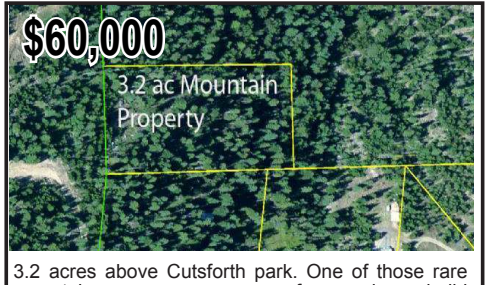 $60,000
3.2 ac Mountain
Property
3.2 acres above Cutsforth park. One of those rare